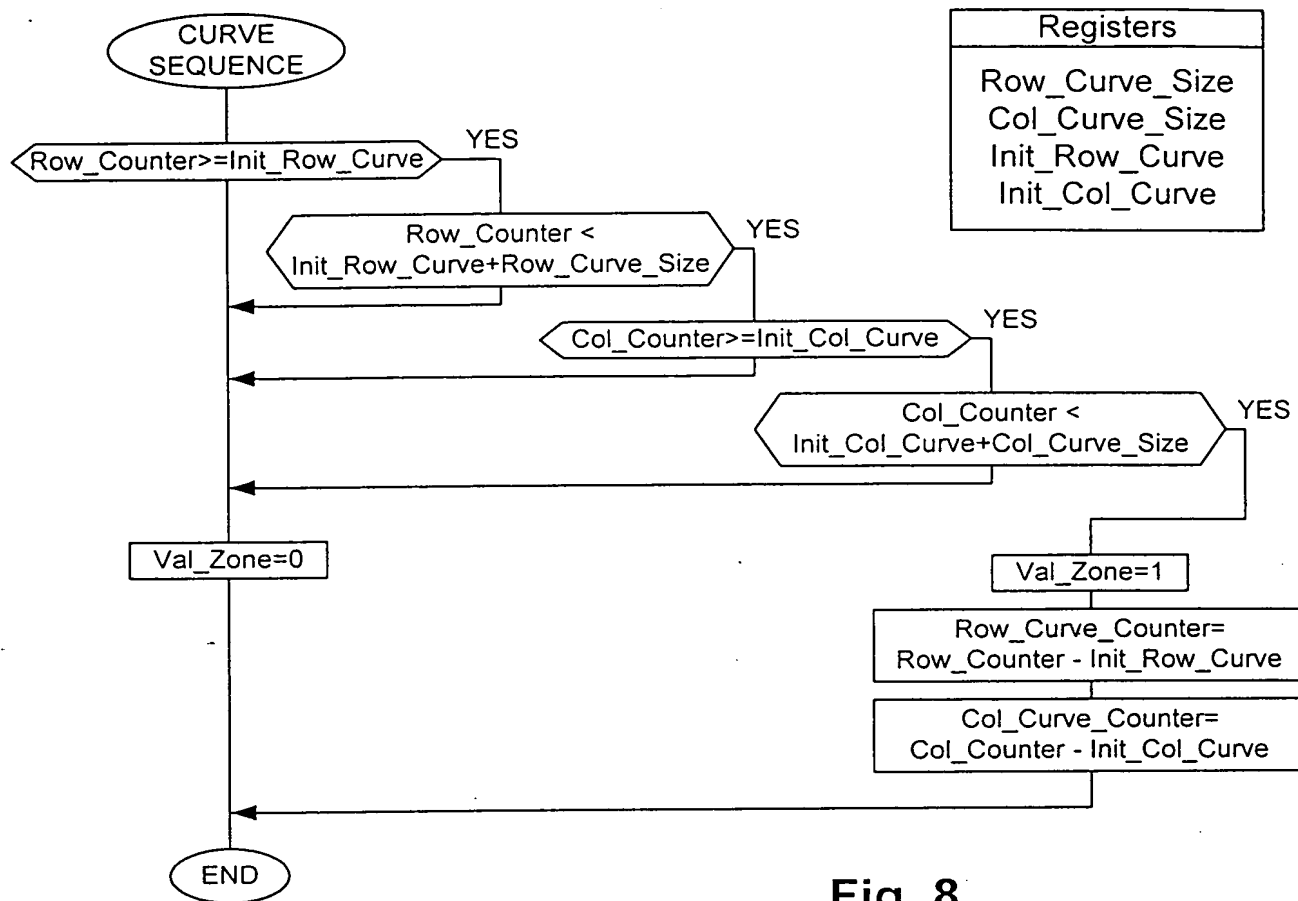 CURVE
SEQUENCE
Registers
Row_Curve_Size
Col_Curve_Size
Init_Row_Curve
Init_Col_Curve
Row_Counter>=Init_Row_Curve
YES
Row_Counter <
Init_Row_Curve+Row_Curve_Size
YES
Col_Counter>=Init_Col_Curve
YES
Col_Counter <
Init_Col_Curve+Col_Curve_Size
YES
Val_Zone=0
Val_Zone=1
Row_Curve_Counter=
Row_Counter - Init_Row_Curve
Col_Curve_Counter=
Col_Counter - Init_Col_Curve
END
Fig. 8